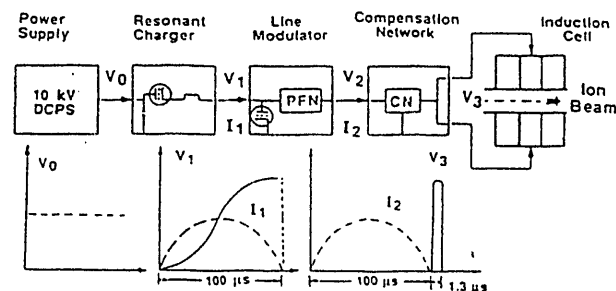 Power
Supply
Resonant
Charger
Line
Modulator
Compensation
Network
Induction
Cell
10 kV
DCPS
V0
V1
PFN
I1
V2
I2
CN
V3
Ion
Beam
V0
V1
I1
100 μs
I2
V3
100 μs
1.3 μs